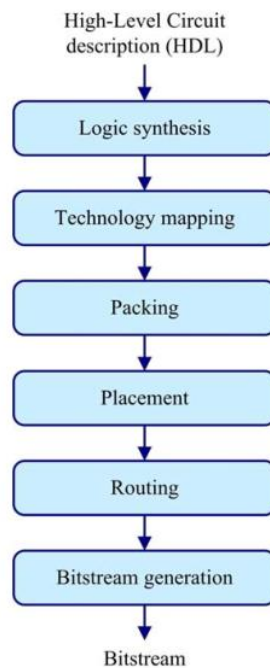 High-Level Circuit
description (HDL)
Logic synthesis
Technology mapping
Packing
Placement
Routing
Bitstream generation
Bitstream